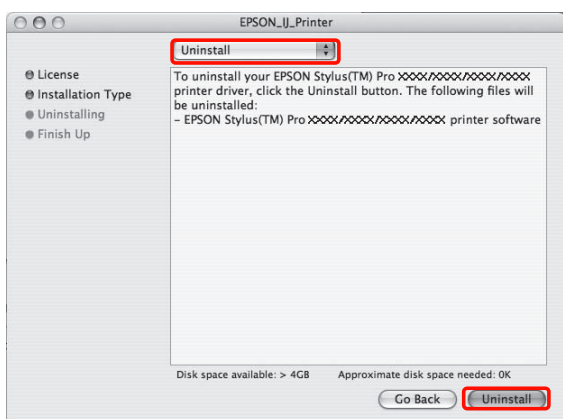 EPSON_IJ_Printer
Uninstall
License
Installation Type
Uninstalling
Finish Up
To uninstall your EPSON Stylus(TM) Pro XXXX/XXXX/XXXX/XXXX
printer driver, click the Uninstall button. The following files will
be uninstalled:
– EPSON Stylus(TM) Pro XXXX/XXXX/XXXX/XXXX printer software
Disk space available: > 4GB Approximate disk space needed: 0K
Go Back Uninstall